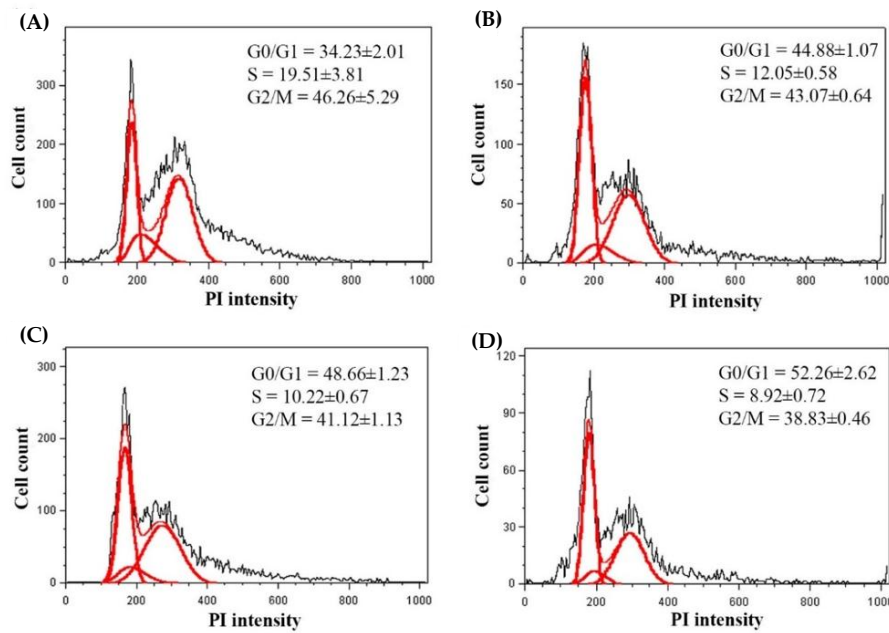 (A)
G0/G1 = 34.23±2.01
S = 19.51±3.81
G2/M = 46.26±5.29
Cell count
300
200
100
0
0 200 400 600 800 1000
PI intensity
(B)
G0/G1 = 44.88±1.07
S = 12.05±0.58
G2/M = 43.07±0.64
Cell count
150
100
50
0
0 200 400 600 800 1000
PI intensity
(C)
G0/G1 = 48.66±1.23
S = 10.22±0.67
G2/M = 41.12±1.13
Cell count
300
200
100
0
0 200 400 600 800 1000
PI intensity
(D)
G0/G1 = 52.26±2.62
S = 8.92±0.72
G2/M = 38.83±0.46
Cell count
120
90
60
30
0
0 200 400 600 800 1000
PI intensity